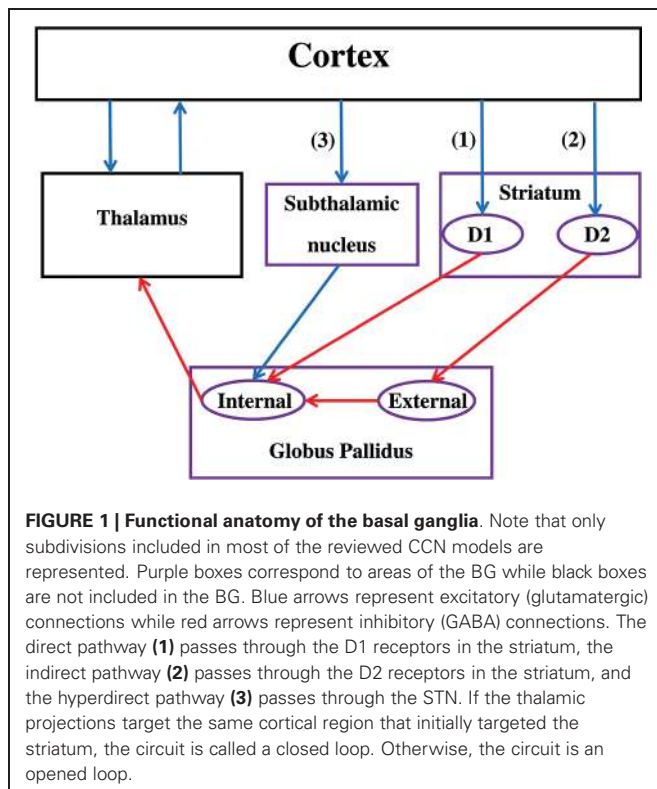 Cortex
(3)
(1)
(2)
Thalamus
Subthalamic
nucleus
Striatum
D1
D2
Internal
External
Globus Pallidus
FIGURE 1 | Functional anatomy of the basal ganglia. Note that only
subdivisions included in most of the reviewed CCN models are
represented. Purple boxes correspond to areas of the BG while black boxes
are not included in the BG. Blue arrows represent excitatory (glutamatergic)
connections while red arrows represent inhibitory (GABA) connections. The
direct pathway (1) passes through the D1 receptors in the striatum, the
indirect pathway (2) passes through the D2 receptors in the striatum, and
the hyperdirect pathway (3) passes through the STN. If the thalamic
projections target the same cortical region that initially targeted the
striatum, the circuit is called a closed loop. Otherwise, the circuit is an
opened loop.